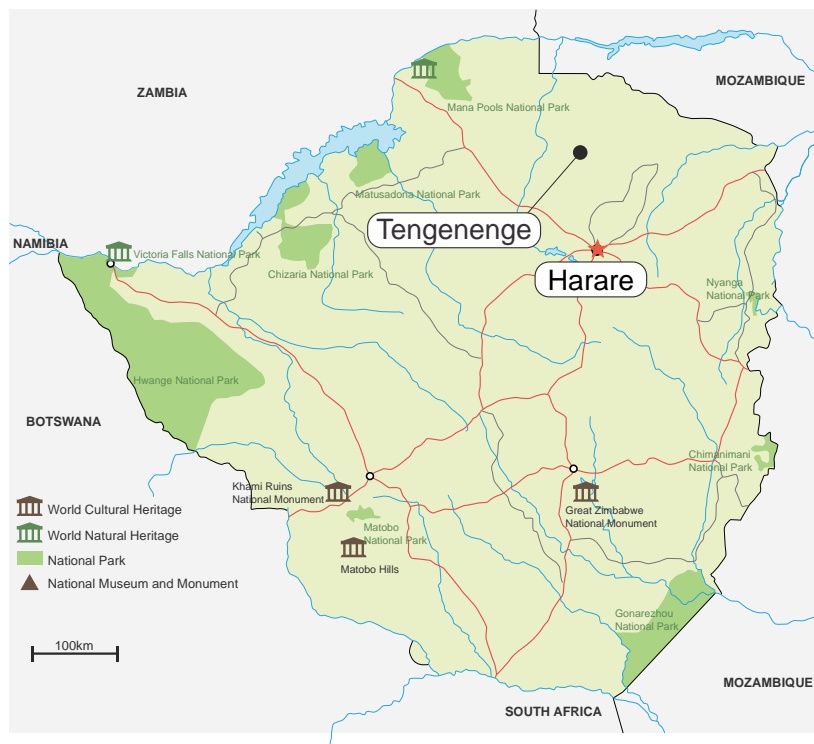 MOZAMBIQUE
ZAMBIA
Mana Pools National Park
Matusadona National Park
Tengenenge
NAMIBIA
Victoria Falls National Park
Chizaria National Park
Harare
Nyanga
National Park
Hwange National Park
BOTSWANA
Chimanimani
National Park
Khami Ruins
National Monument
Great Zimbabwe
National Monument
World Cultural Heritage
Matobo
National Park
World Natural Heritage
National Park
Matobo Hills
National Museum and Monument
Gonarezhou
National Park
100km
MOZAMBIQUE
SOUTH AFRICA